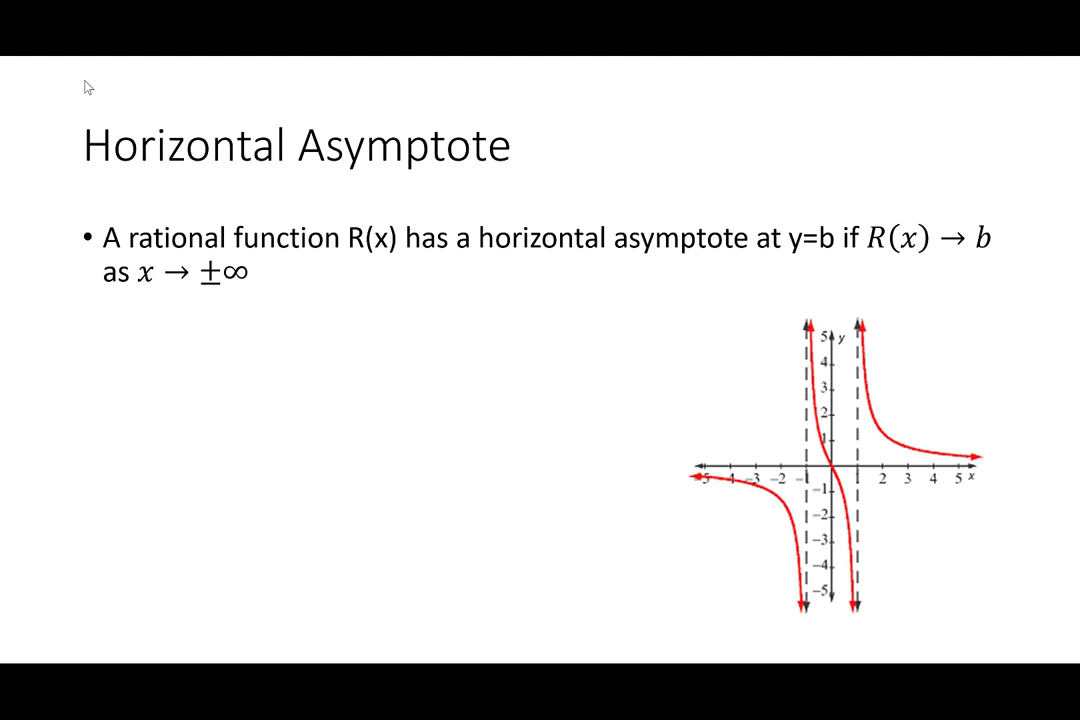 Horizontal Asymptote
• A rational function R(x) has a horizontal asymptote at y=b if R(x) → b
as x → ±∞
5 y
4
3
2
1
–5 –4 –3 –2 –1 1 2 3 4 5 x
–1
–2
–3
–4
–5